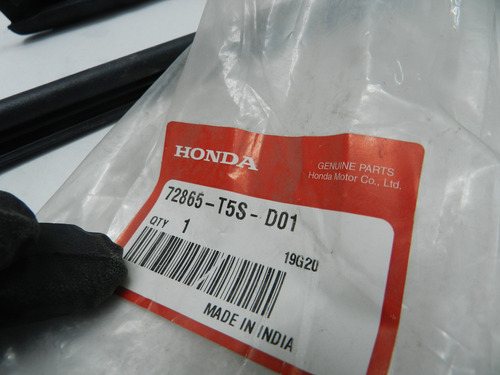 HONDA
GENUINE PARTS
Honda Motor Co., Ltd.
72865-T5S-D01
QTY 1
19G20
MADE IN INDIA